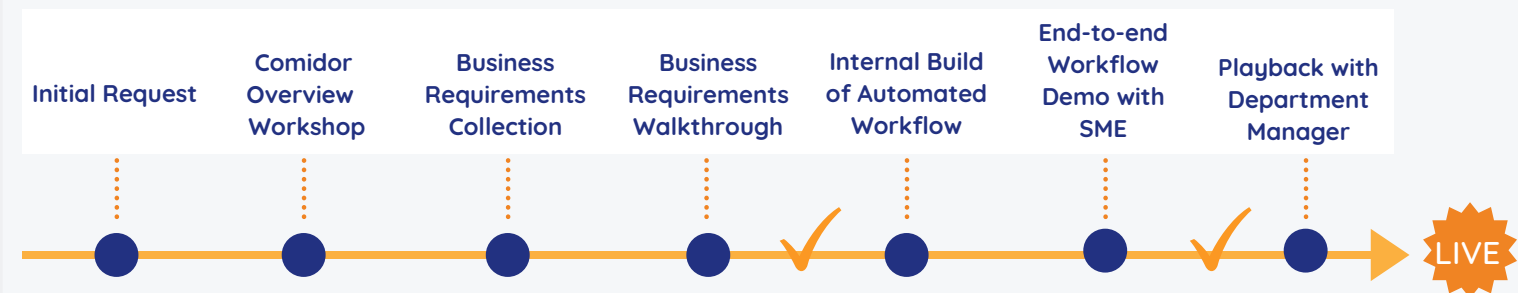 Initial Request
Comidor
Overview
Workshop
Business
Requirements
Collection
Business
Requirements
Walkthrough
Internal Build
of Automated
Workflow
End-to-end
Workflow
Demo with
SME
Playback with
Department
Manager
LIVE